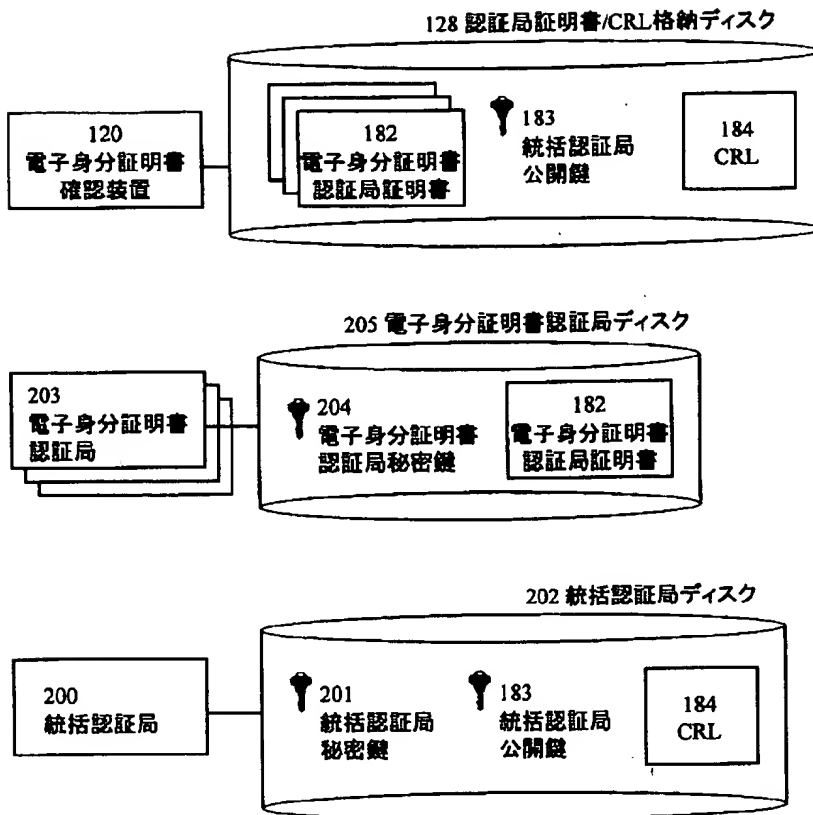 128 認証局証明書/CRL格納ディスク
120
電子身分証明書
確認装置
182
電子身分証明書
認証局証明書
183
統括認証局
公開鍵
184
CRL
205 電子身分証明書認証局ディスク
203
電子身分証明書
認証局
204
電子身分証明書
認証局秘密鍵
182
電子身分証明書
認証局証明書
202 統括認証局ディスク
200
統括認証局
201
統括認証局
秘密鍵
183
統括認証局
公開鍵
184
CRL